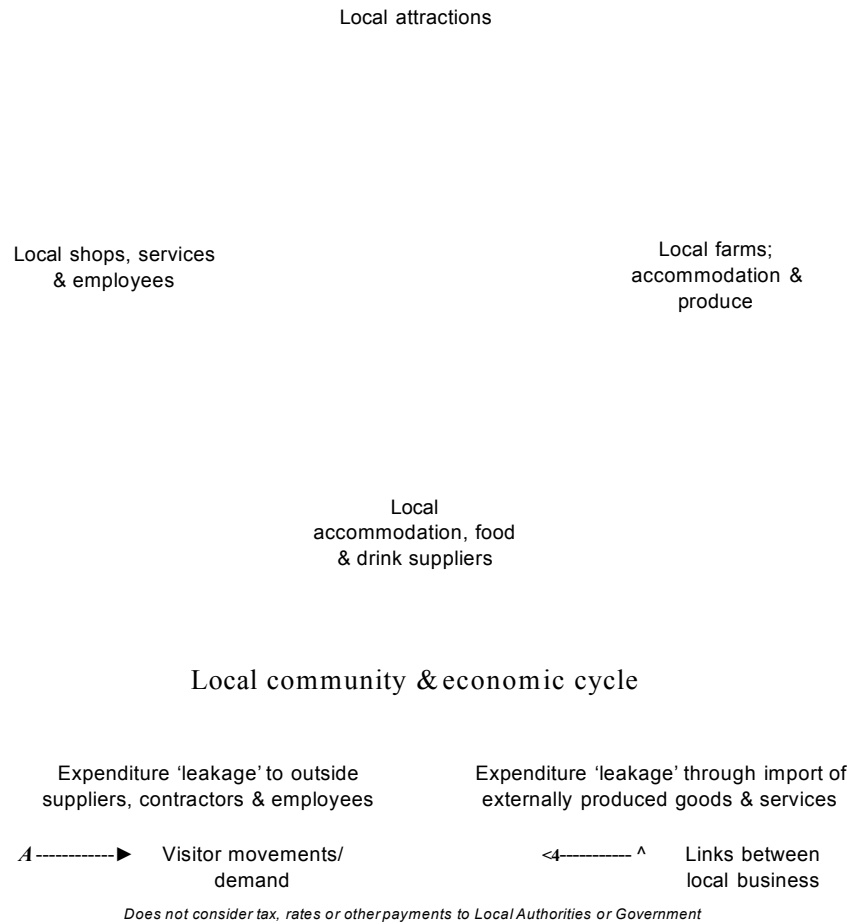 Local attractions
Local shops, services
& employees
Local farms;
accommodation &
produce
Local
accommodation, food
& drink suppliers
Local community & economic cycle
Expenditure ‘leakage’ to outside
suppliers, contractors & employees
Expenditure ‘leakage’ through import of
externally produced goods & services
A------------► Visitor movements/
demand
<4----------- ^ Links between
local business
Does not consider tax, rates or other payments to Local Authorities or Government